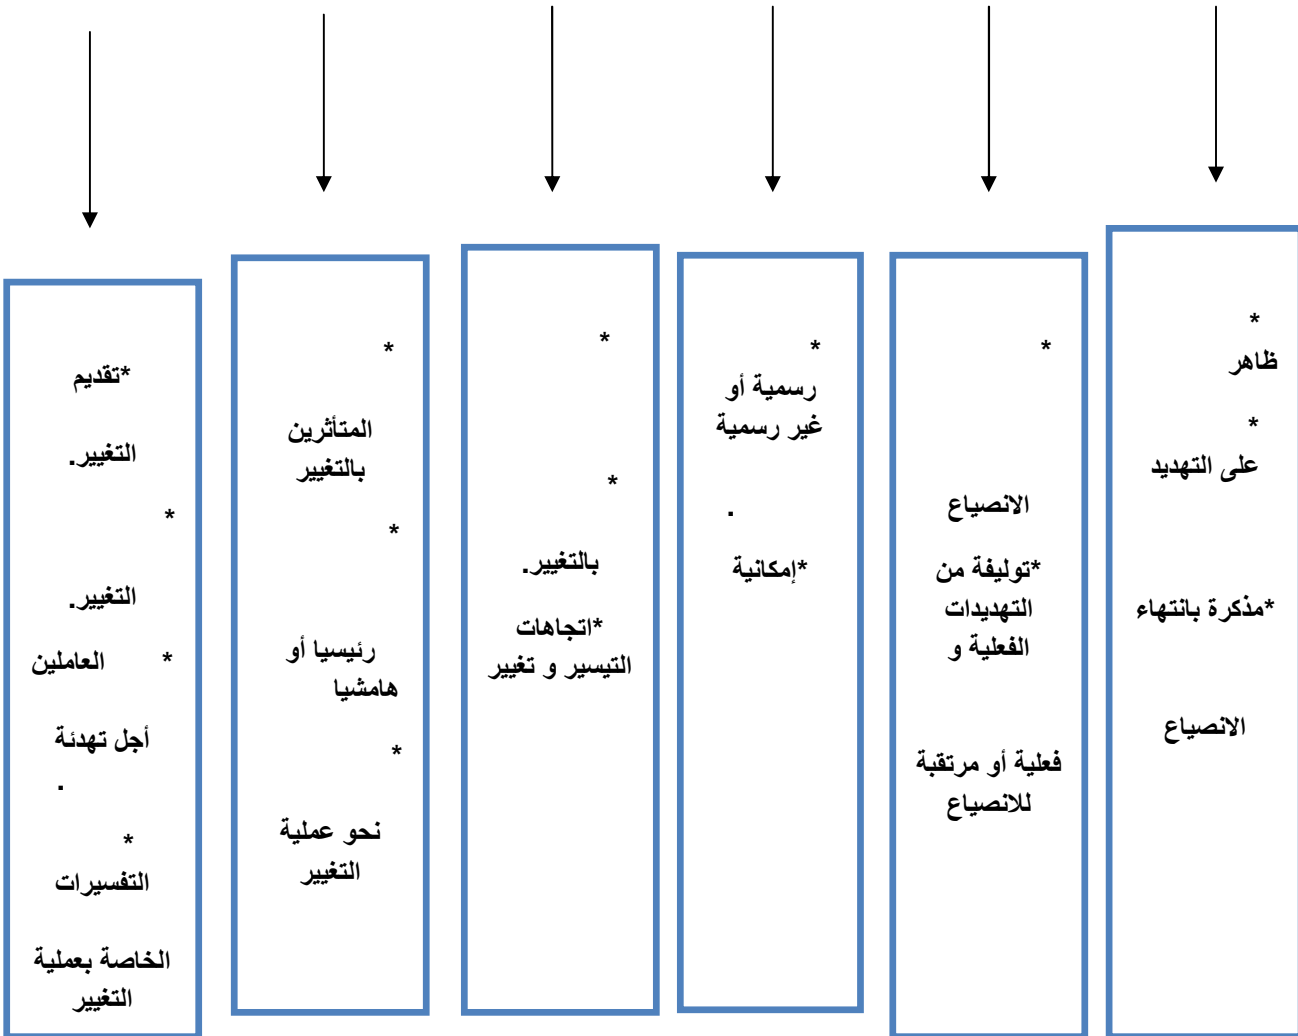 *
ظاهر
*
على التهديد
*مذكرة بانتهاء
الانصياع
*
الانصياع
*توليفة من
التهديدات
الفعلية و
فعلية أو مرتقبة
للانصياع
*
رسمية أو
غير رسمية
.
*إمكانية
*
*
بالتغيير.
*اتجاهات
التيسير و تغيير
*
المتأثرين
بالتغيير
*
رئيسيا أو
هامشيا
*
نحو عملية
التغيير
*تقديم
التغيير.
*
التغيير.
* العاملين
أجل تهدئة
.
*
التفسيرات
الخاصة بعملية
التغيير